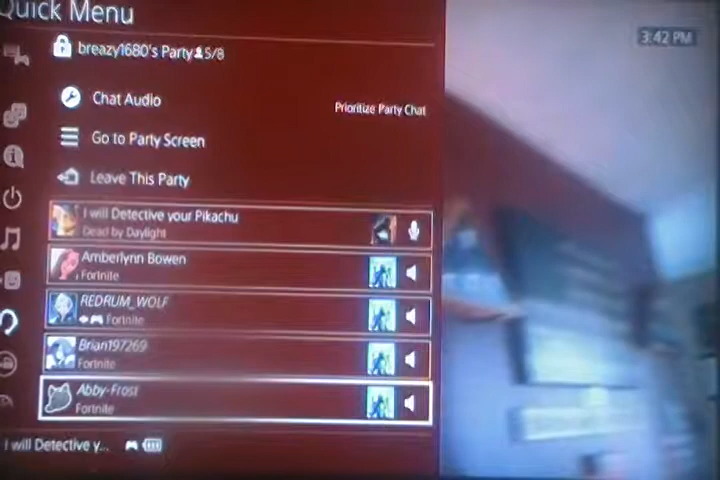 Quick Menu
3:42 PM
breazy1680's Party 5/8
Chat Audio
Prioritize Party Chat
Go to Party Screen
Leave This Party
I will Detective your Pikachu
Dead by Daylight
Amberlynn Bowen
Fortnite
REDRUM_WOLF
Fortnite
Brian197269
Fortnite
Abby-Frost
Fortnite
I will Detective y...